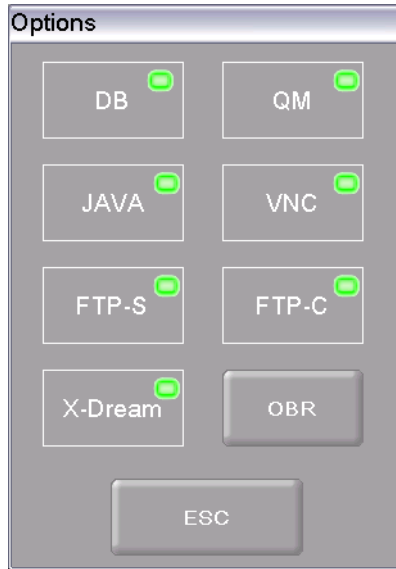 Options
DB
QM
JAVA
VNC
FTP-S
FTP-C
X-Dream
OBR
ESC